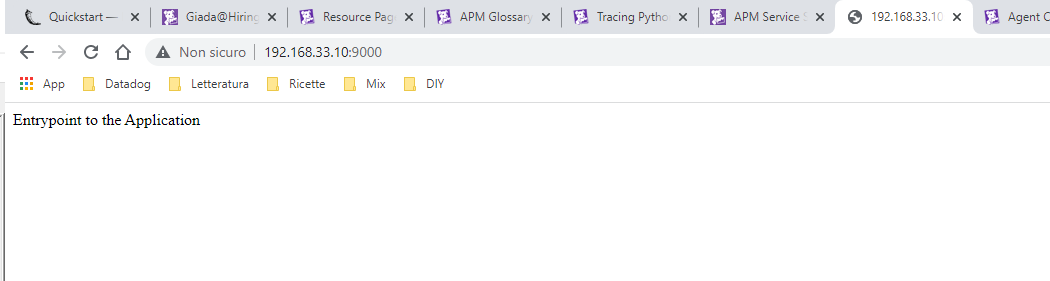 Quickstart — Giada@Hiring Resource Pag APM Glossary Tracing Pytho APM Service S 192.168.33.10 Agent C
Non sicuro 192.168.33.10:9000
App Datadog Letteratura Ricette Mix DIY
Entrypoint to the Application